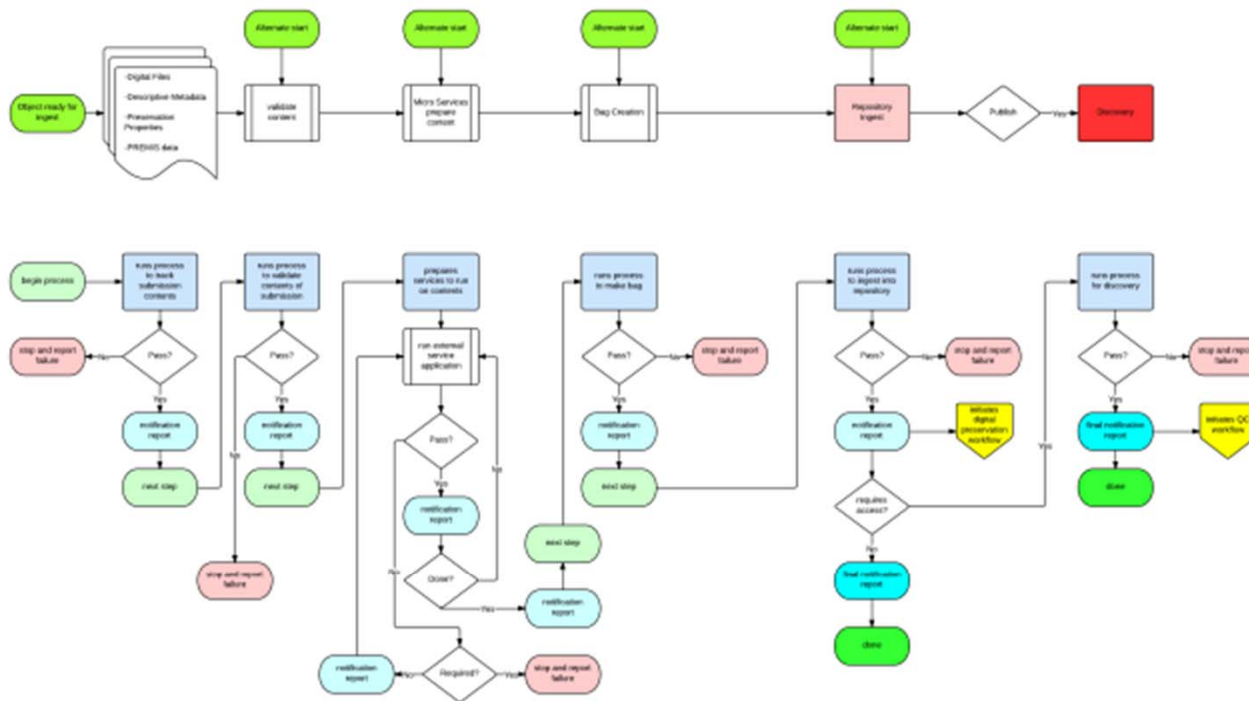 Alternate start
Alternate start
Alternate start
Alternate start
Object ready for
ingest
-Digital Files
-Descriptive Metadata
-Preservation
Properties
-PREMIS data
validate
content
Micro Services
prepare
content
Bag Creation
Repository
Ingest
Publish
Yes
Discovery
begin process
runs process
to track
submission
contents
runs process
to validate
contents of
submission
prepares
services to run
on contents
runs process
to make bag
runs process
to ingest into
repository
runs process
for discovery
stop and report
failure
No
Pass?
Pass?
run external
service
application
Pass?
No
stop and report
failure
Pass?
No
stop and report
failure
Pass?
No
stop and repo
failure
Yes
Yes
Yes
Yes
Yes
notification
report
notification
report
Pass?
notification
report
notification
report
initiates
digital
preservation
workflow
final notification
report
initiates QC
workflow
No
No
Yes
Yes
next step
next step
notification
report
next step
requires
access?
done
next step
No
stop and report
failure
No
Done?
Yes
notification
report
final notification
report
done
notification
report
No
Required?
Yes
stop and report
failure